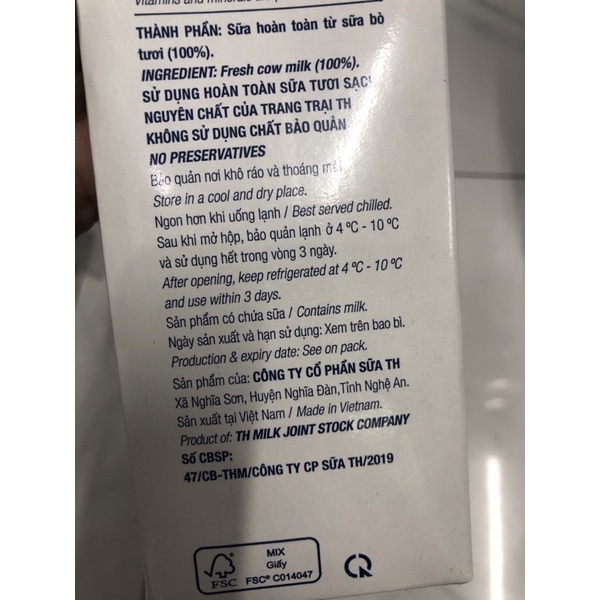 Vitamins and minerals
THÀNH PHẦN: Sữa hoàn toàn từ sữa bò
tươi (100%).
INGREDIENT: Fresh cow milk (100%).
SỬ DỤNG HOÀN TOÀN SỮA TƯƠI SẠCH
NGUYÊN CHẤT CỦA TRANG TRẠI TH
KHÔNG SỬ DỤNG CHẤT BẢO QUẢN
NO PRESERVATIVES
Bảo quản nơi khô ráo và thoáng mát
Store in a cool and dry place.
Ngon hơn khi uống lạnh / Best served chilled.
Sau khi mở hộp, bảo quản lạnh ở 4 ºC - 10 ºC
và sử dụng hết trong vòng 3 ngày.
After opening, keep refrigerated at 4 ºC - 10 ºC
and use within 3 days.
Sản phẩm có chứa sữa / Contains milk.
Ngày sản xuất và hạn sử dụng: Xem trên bao bì.
Production & expiry date: See on pack.
Sản phẩm của: CÔNG TY CỔ PHẦN SỮA TH
Xã Nghĩa Sơn, Huyện Nghĩa Đàn,Tỉnh Nghệ An.
Sản xuất tại Việt Nam / Made in Vietnam.
Product of: TH MILK JOINT STOCK COMPANY
Số CBSP:
47/CB-THM/CÔNG TY CP SỮA TH/2019
MIX
Giấy
FSC® C014047
FSC